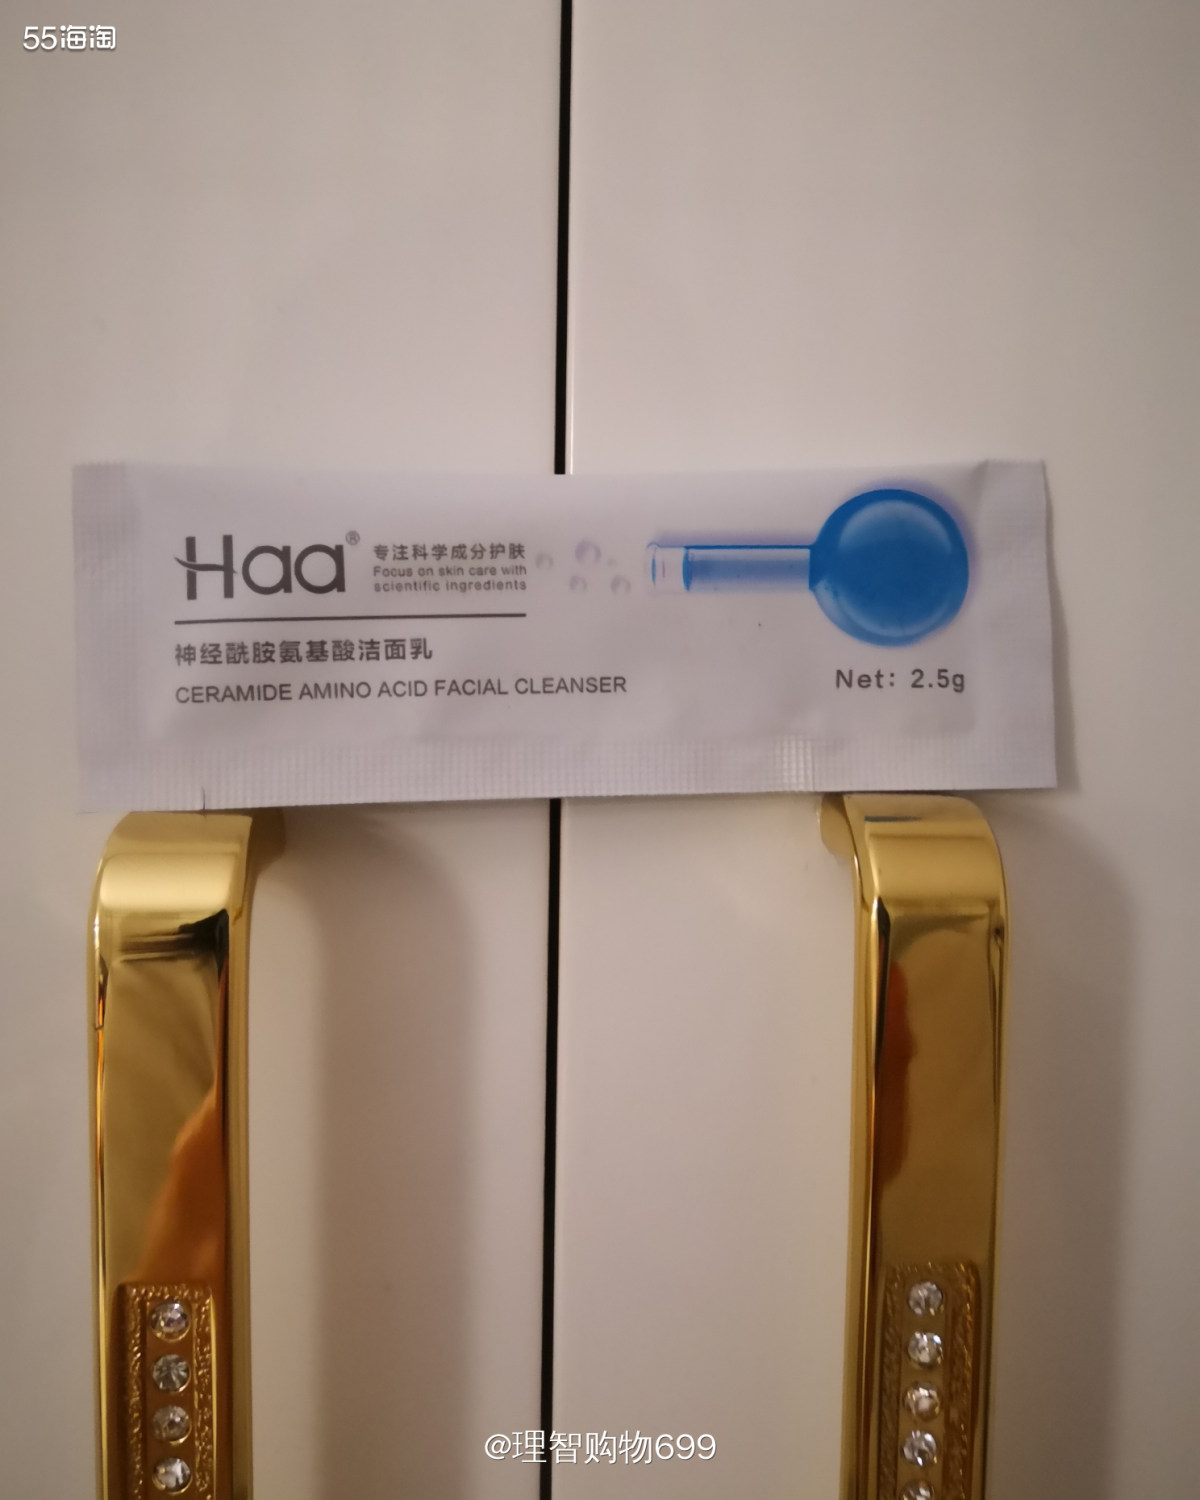 55海淘
Haa®
专注科学成分护肤
Focus on skin care with
scientific ingredients
神经酰胺氨基酸洁面乳
CERAMIDE AMINO ACID FACIAL CLEANSER
Net: 2.5g
@理智购物699